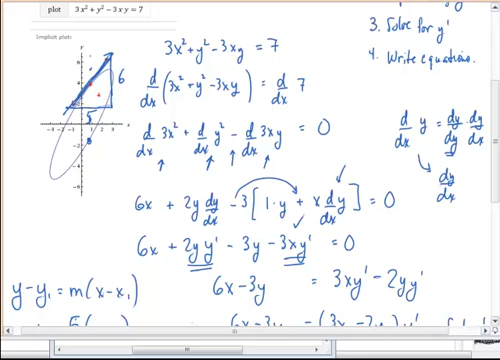 plot 3x² + y² - 3xy = 7
Implicit plot:
6
5
3. Solve for y'
4. Write equations.
3x² + y² - 3xy = 7
d/dx (3x² + y² - 3xy) = d/dx 7
d/dx 3x² + d/dx y² - d/dx 3xy = 0
d/dx y = dy/dy · dy/dx
dy/dx
6x + 2y dy/dx - 3[1·y + x d/dx y] = 0
6x + 2yy' - 3y - 3xy' = 0
y-y₁ = m(x-x₁)
6x-3y = 3xy' - 2yy'